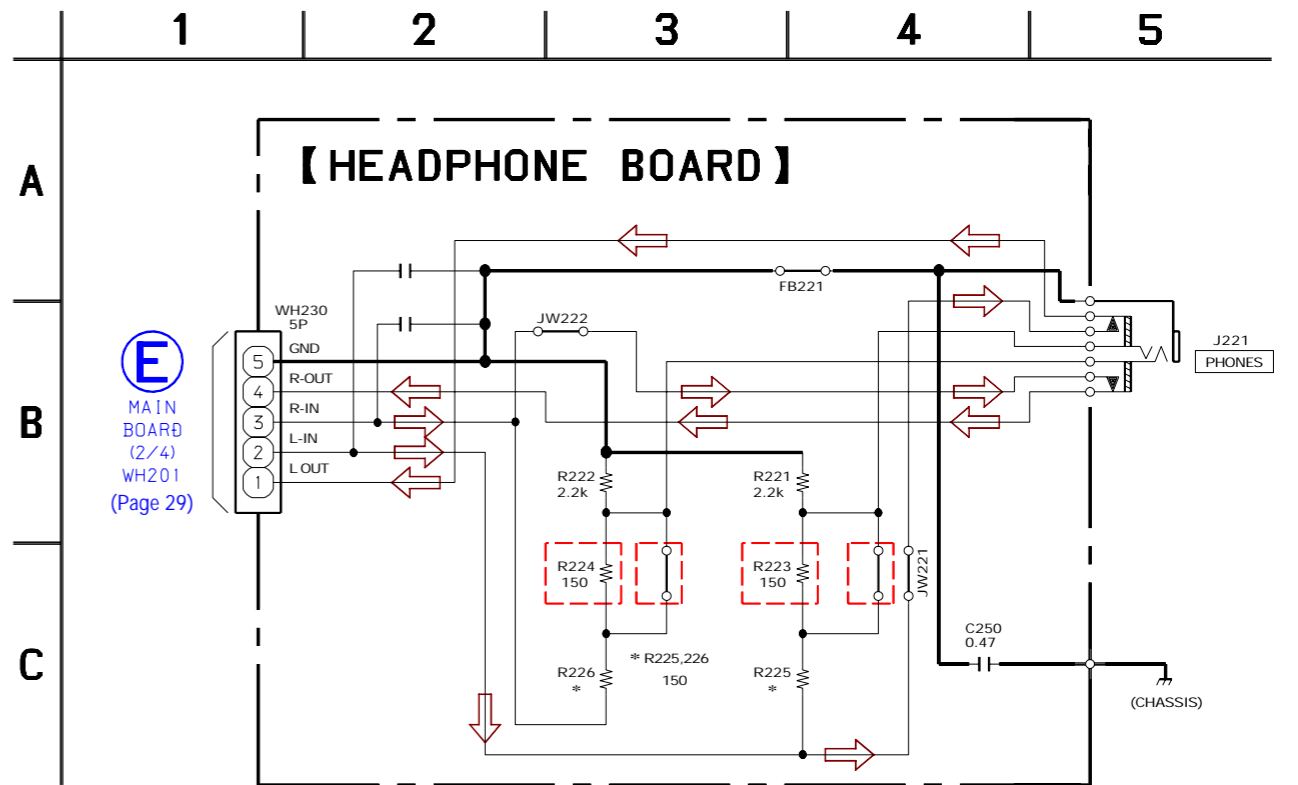 1 2 3 4 5
A
【HEADPHONE BOARD】
FB221
B
E
MAIN
BOARD
(2/4)
WH201
(Page 29)
WH230
5P
5 GND
4 R-OUT
3 R-IN
2 L-IN
1 L OUT
JW222
J221
PHONES
R222
2.2k
R221
2.2k
C
R224
150
R223
150
JW221
R226
*
* R225,226
150
R225
*
C250
0.47
(CHASSIS)